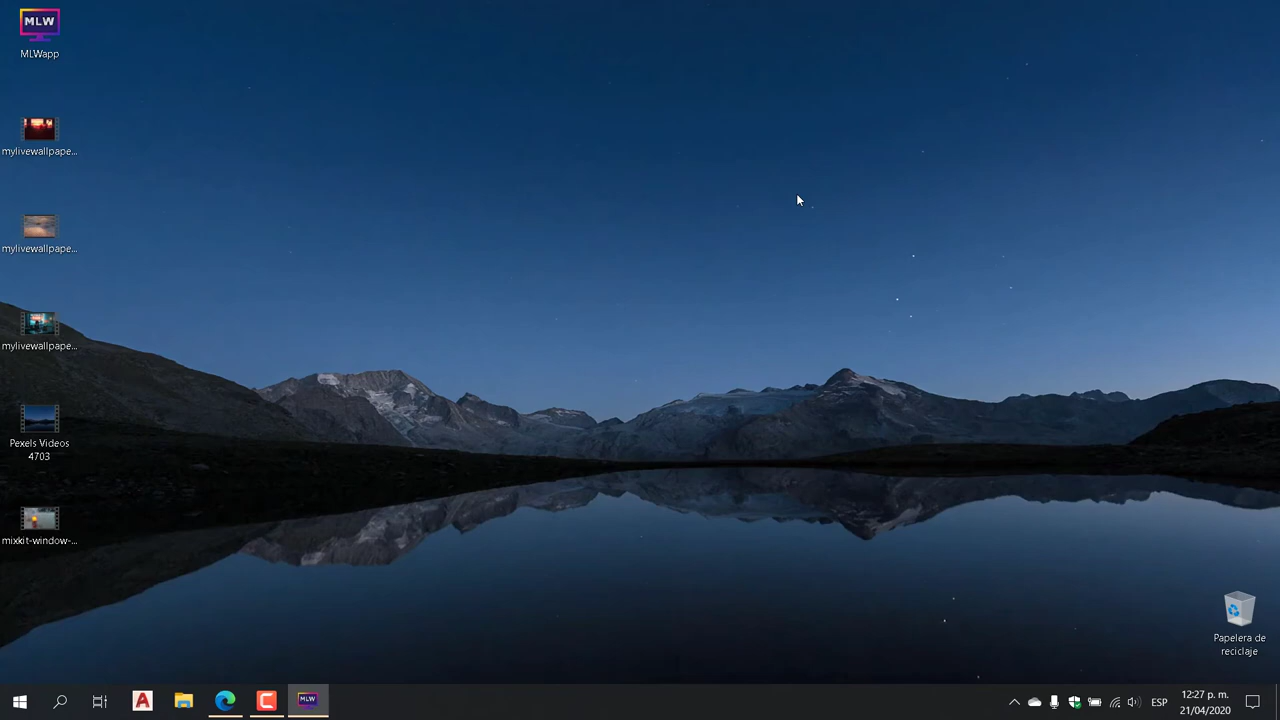 MLW
MLWapp
mylivewallpape...
mylivewallpape...
mylivewallpape...
Pexels Videos
4703
mixkit-window-...
Papelera de
reciclaje
A
C
MLW
ESP
12:27 p. m.
21/04/2020